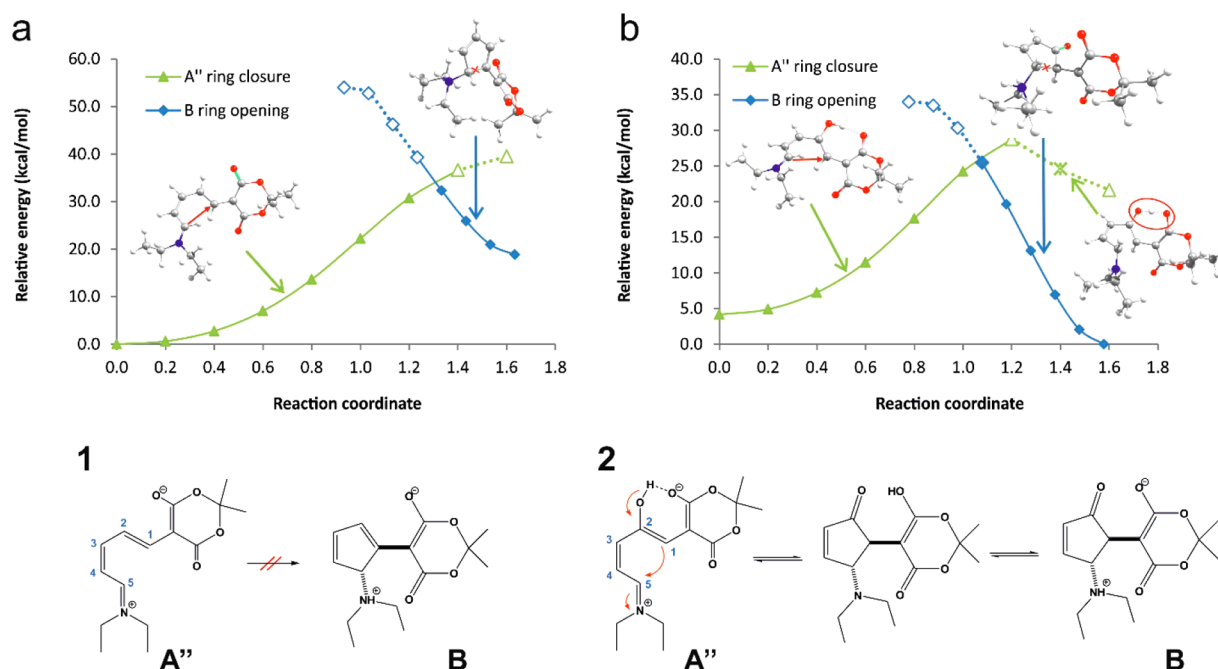 a
60.0
50.0
40.0
30.0
20.0
10.0
0.0
Relative energy (kcal/mol)
A" ring closure
B ring opening
0.0 0.2 0.4 0.6 0.8 1.0 1.2 1.4 1.6 1.8
Reaction coordinate
b
40.0
35.0
30.0
25.0
20.0
15.0
10.0
5.0
0.0
Relative energy (kcal/mol)
A" ring closure
B ring opening
0.0 0.2 0.4 0.6 0.8 1.0 1.2 1.4 1.6 1.8
Reaction coordinate
1
O⊖
O
O
O
2
1
3
4
5
N⊕
A"
O⊖
O
O
O
NH⊕
B
2
H
O
O⊖
O
O
O
2
1
3
4
5
N⊕
A"
O
HO
O
O
O
N
O
O⊖
O
O
O
NH⊕
B